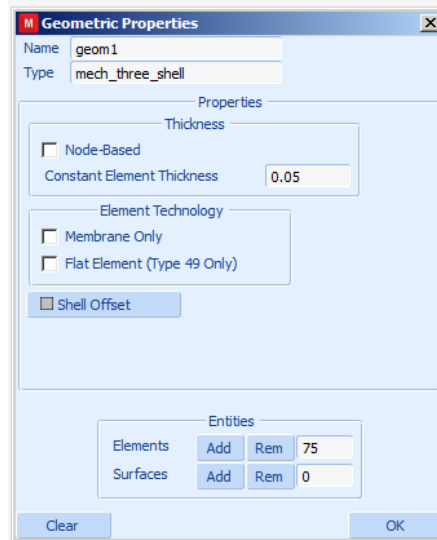 M Geometric Properties X
Name geom1
Type mech_three_shell
Properties
Thickness
Node-Based
Constant Element Thickness 0.05
Element Technology
Membrane Only
Flat Element (Type 49 Only)
Shell Offset
Entities
Elements Add Rem 75
Surfaces Add Rem 0
Clear OK